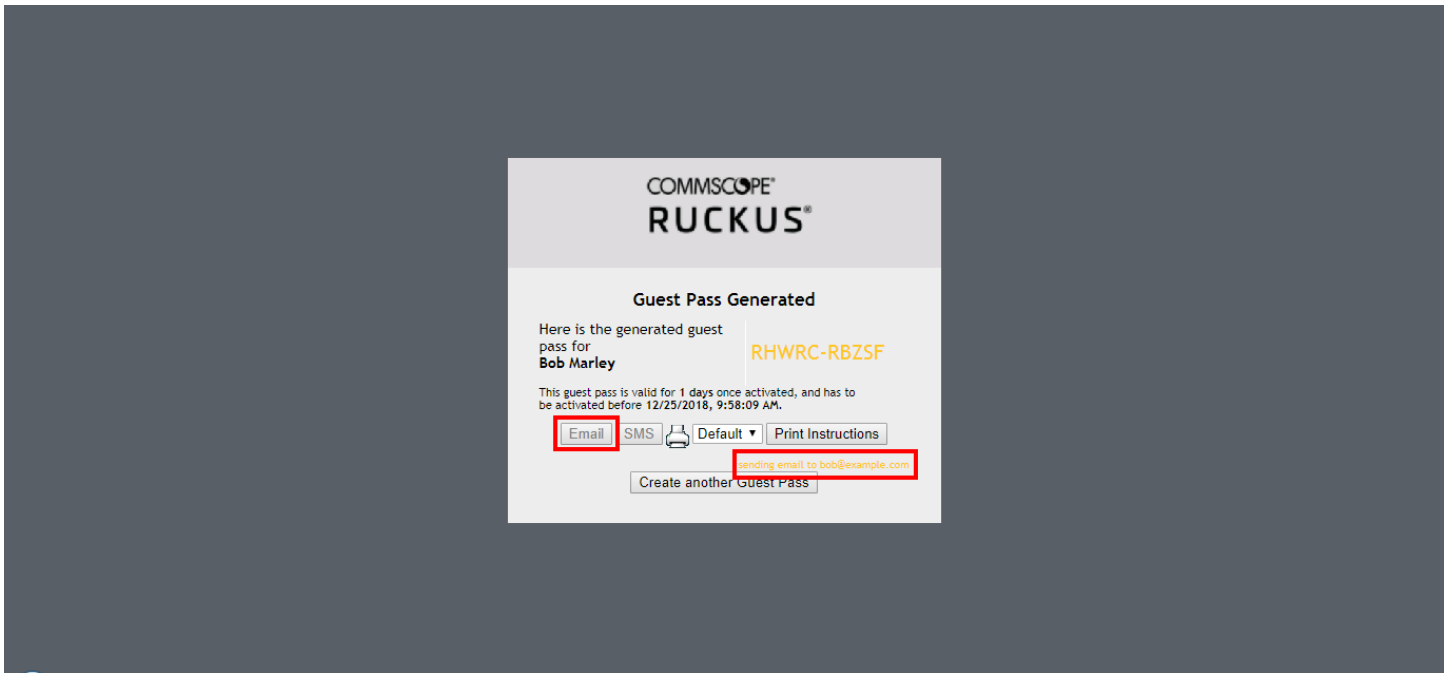 COMMSCOPE®
RUCKUS®
Guest Pass Generated
Here is the generated guest
pass for
Bob Marley
RHWRC-RBZSF
This guest pass is valid for 1 days once activated, and has to
be activated before 12/25/2018, 9:58:09 AM.
Email SMS Default Print Instructions
sending email to bob@example.com
Create another Guest Pass